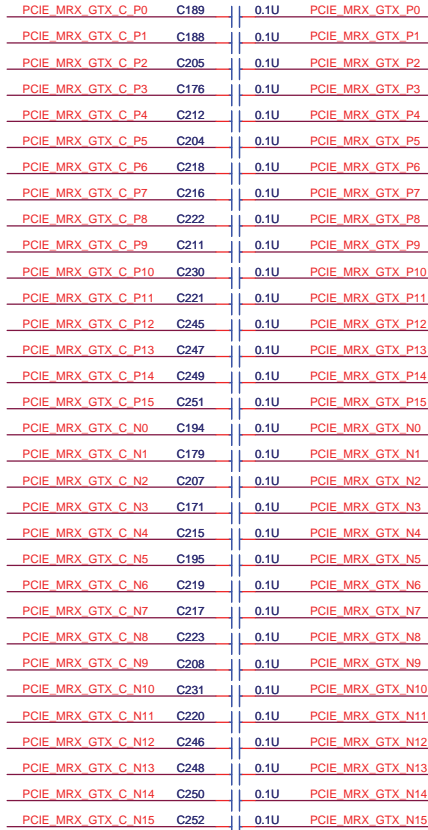 PCIE_MRX_GTX_C_P0 C189 0.1U PCIE_MRX_GTX_P0
PCIE_MRX_GTX_C_P1 C188 0.1U PCIE_MRX_GTX_P1
PCIE_MRX_GTX_C_P2 C205 0.1U PCIE_MRX_GTX_P2
PCIE_MRX_GTX_C_P3 C176 0.1U PCIE_MRX_GTX_P3
PCIE_MRX_GTX_C_P4 C212 0.1U PCIE_MRX_GTX_P4
PCIE_MRX_GTX_C_P5 C204 0.1U PCIE_MRX_GTX_P5
PCIE_MRX_GTX_C_P6 C218 0.1U PCIE_MRX_GTX_P6
PCIE_MRX_GTX_C_P7 C216 0.1U PCIE_MRX_GTX_P7
PCIE_MRX_GTX_C_P8 C222 0.1U PCIE_MRX_GTX_P8
PCIE_MRX_GTX_C_P9 C211 0.1U PCIE_MRX_GTX_P9
PCIE_MRX_GTX_C_P10 C230 0.1U PCIE_MRX_GTX_P10
PCIE_MRX_GTX_C_P11 C221 0.1U PCIE_MRX_GTX_P11
PCIE_MRX_GTX_C_P12 C245 0.1U PCIE_MRX_GTX_P12
PCIE_MRX_GTX_C_P13 C247 0.1U PCIE_MRX_GTX_P13
PCIE_MRX_GTX_C_P14 C249 0.1U PCIE_MRX_GTX_P14
PCIE_MRX_GTX_C_P15 C251 0.1U PCIE_MRX_GTX_P15
PCIE_MRX_GTX_C_N0 C194 0.1U PCIE_MRX_GTX_N0
PCIE_MRX_GTX_C_N1 C179 0.1U PCIE_MRX_GTX_N1
PCIE_MRX_GTX_C_N2 C207 0.1U PCIE_MRX_GTX_N2
PCIE_MRX_GTX_C_N3 C171 0.1U PCIE_MRX_GTX_N3
PCIE_MRX_GTX_C_N4 C215 0.1U PCIE_MRX_GTX_N4
PCIE_MRX_GTX_C_N5 C195 0.1U PCIE_MRX_GTX_N5
PCIE_MRX_GTX_C_N6 C219 0.1U PCIE_MRX_GTX_N6
PCIE_MRX_GTX_C_N7 C217 0.1U PCIE_MRX_GTX_N7
PCIE_MRX_GTX_C_N8 C223 0.1U PCIE_MRX_GTX_N8
PCIE_MRX_GTX_C_N9 C208 0.1U PCIE_MRX_GTX_N9
PCIE_MRX_GTX_C_N10 C231 0.1U PCIE_MRX_GTX_N10
PCIE_MRX_GTX_C_N11 C220 0.1U PCIE_MRX_GTX_N11
PCIE_MRX_GTX_C_N12 C246 0.1U PCIE_MRX_GTX_N12
PCIE_MRX_GTX_C_N13 C248 0.1U PCIE_MRX_GTX_N13
PCIE_MRX_GTX_C_N14 C250 0.1U PCIE_MRX_GTX_N14
PCIE_MRX_GTX_C_N15 C252 0.1U PCIE_MRX_GTX_N15